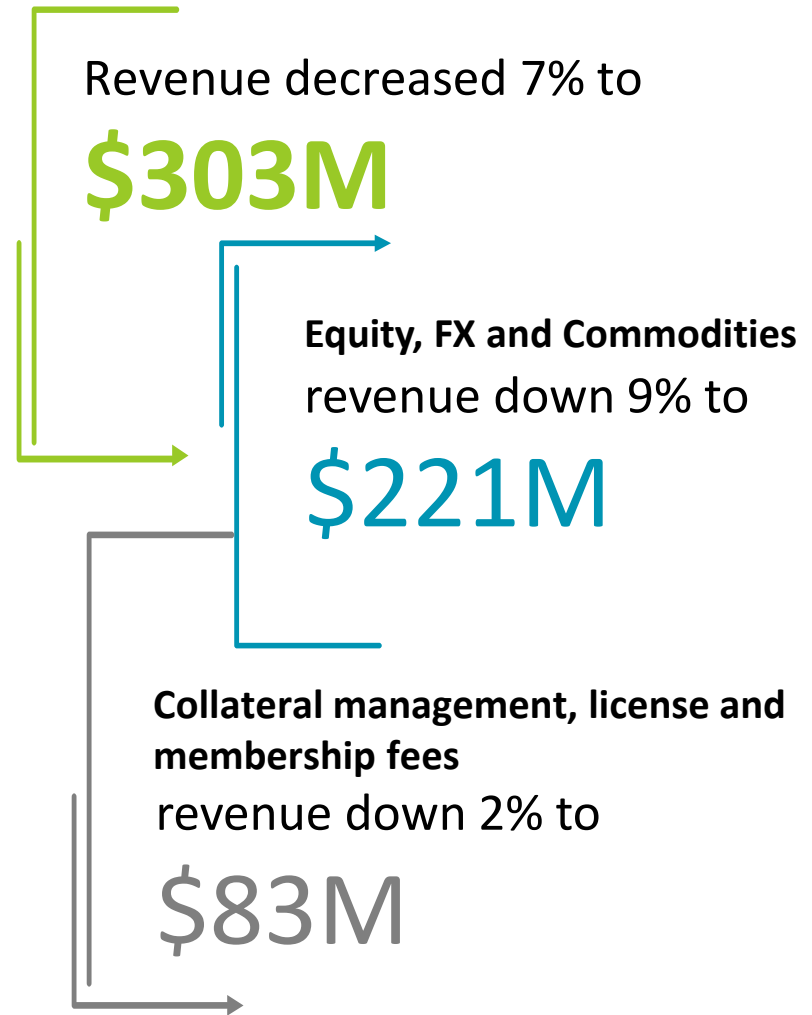 Revenue decreased 7% to
$303M
Equity, FX and Commodities
revenue down 9% to
$221M
Collateral management, license and
membership fees
revenue down 2% to
$83M